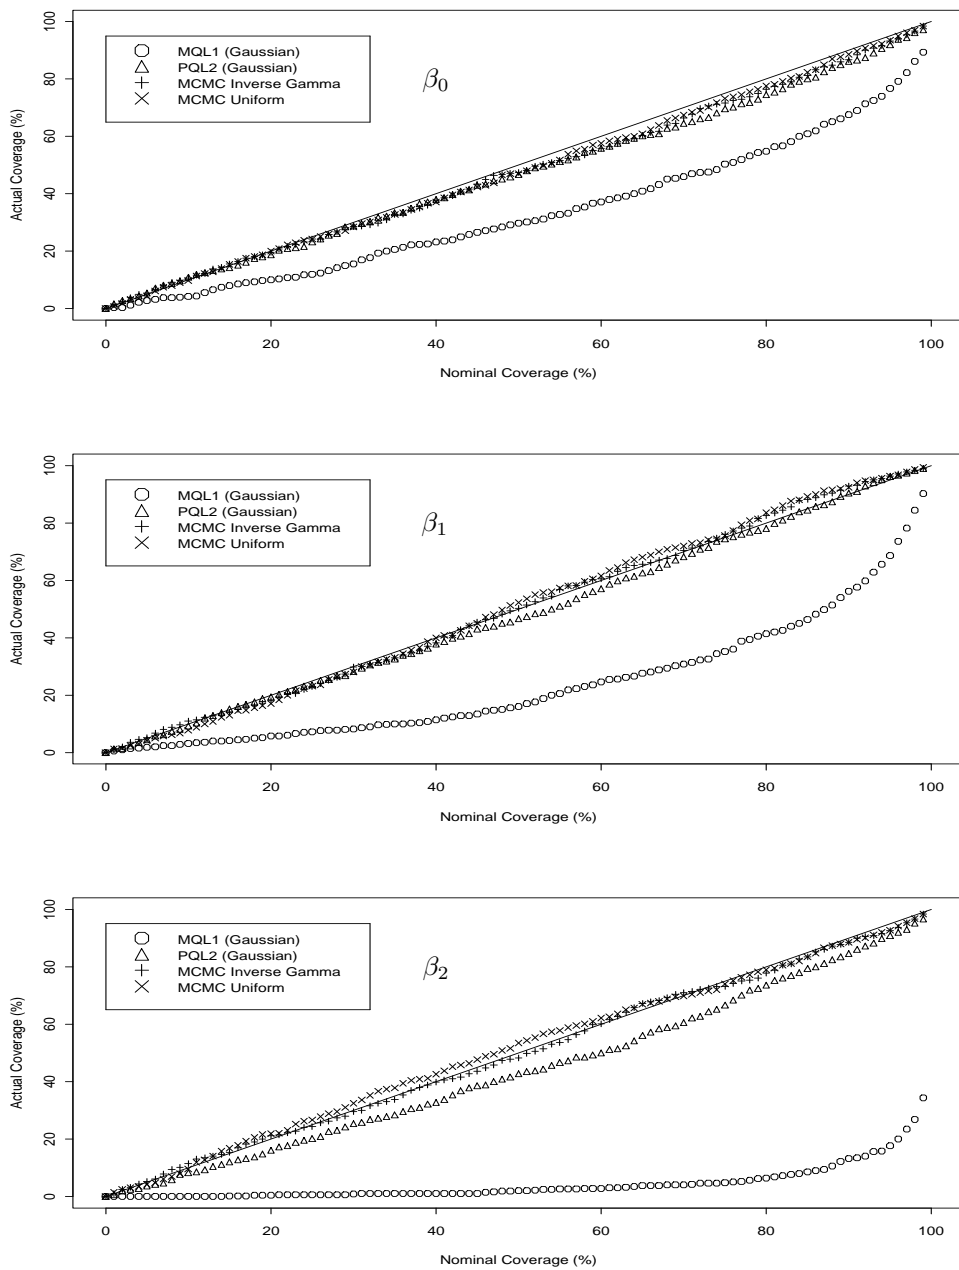 100
80
60
40
20
0
Actual Coverage (%)
MQL1 (Gaussian)
PQL2 (Gaussian)
MCMC Inverse Gamma
MCMC Uniform
β0
0 20 40 60 80 100
Nominal Coverage (%)
100
80
60
40
20
0
Actual Coverage (%)
MQL1 (Gaussian)
PQL2 (Gaussian)
MCMC Inverse Gamma
MCMC Uniform
β1
0 20 40 60 80 100
Nominal Coverage (%)
100
80
60
40
20
0
Actual Coverage (%)
MQL1 (Gaussian)
PQL2 (Gaussian)
MCMC Inverse Gamma
MCMC Uniform
β2
0 20 40 60 80 100
Nominal Coverage (%)